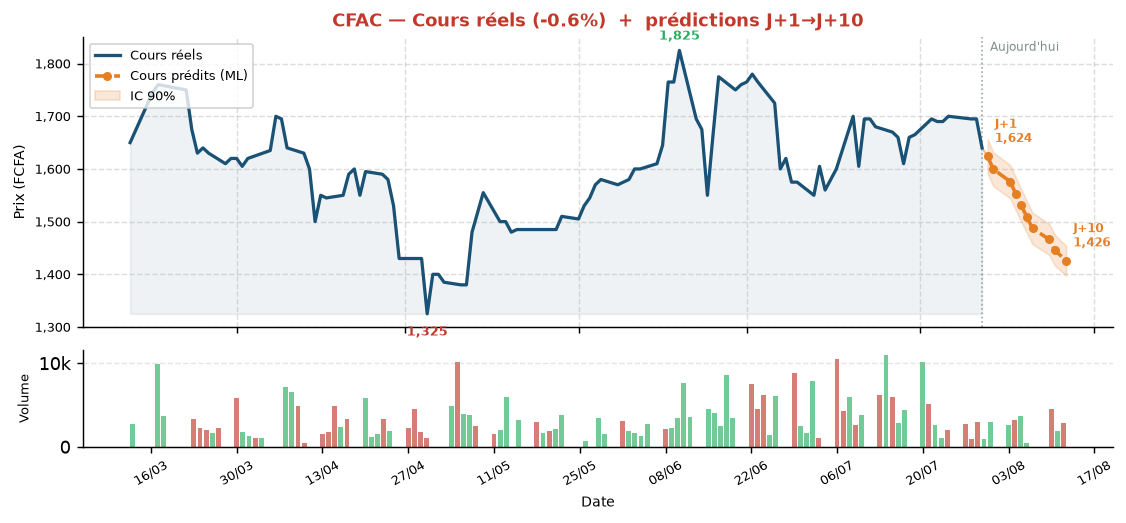 CFAC — Cours réels (-0.6%)  +  prédictions J+1→J+10
1,825
Aujourd'hui
Cours réels
Cours prédits (ML)
IC 90%
J+1
1,624
J+10
1,426
1,325
Prix (FCFA)
1,800
1,700
1,600
1,500
1,400
1,300
Volume
10k
0
16/03
30/03
13/04
27/04
11/05
25/05
08/06
22/06
06/07
20/07
03/08
17/08
Date